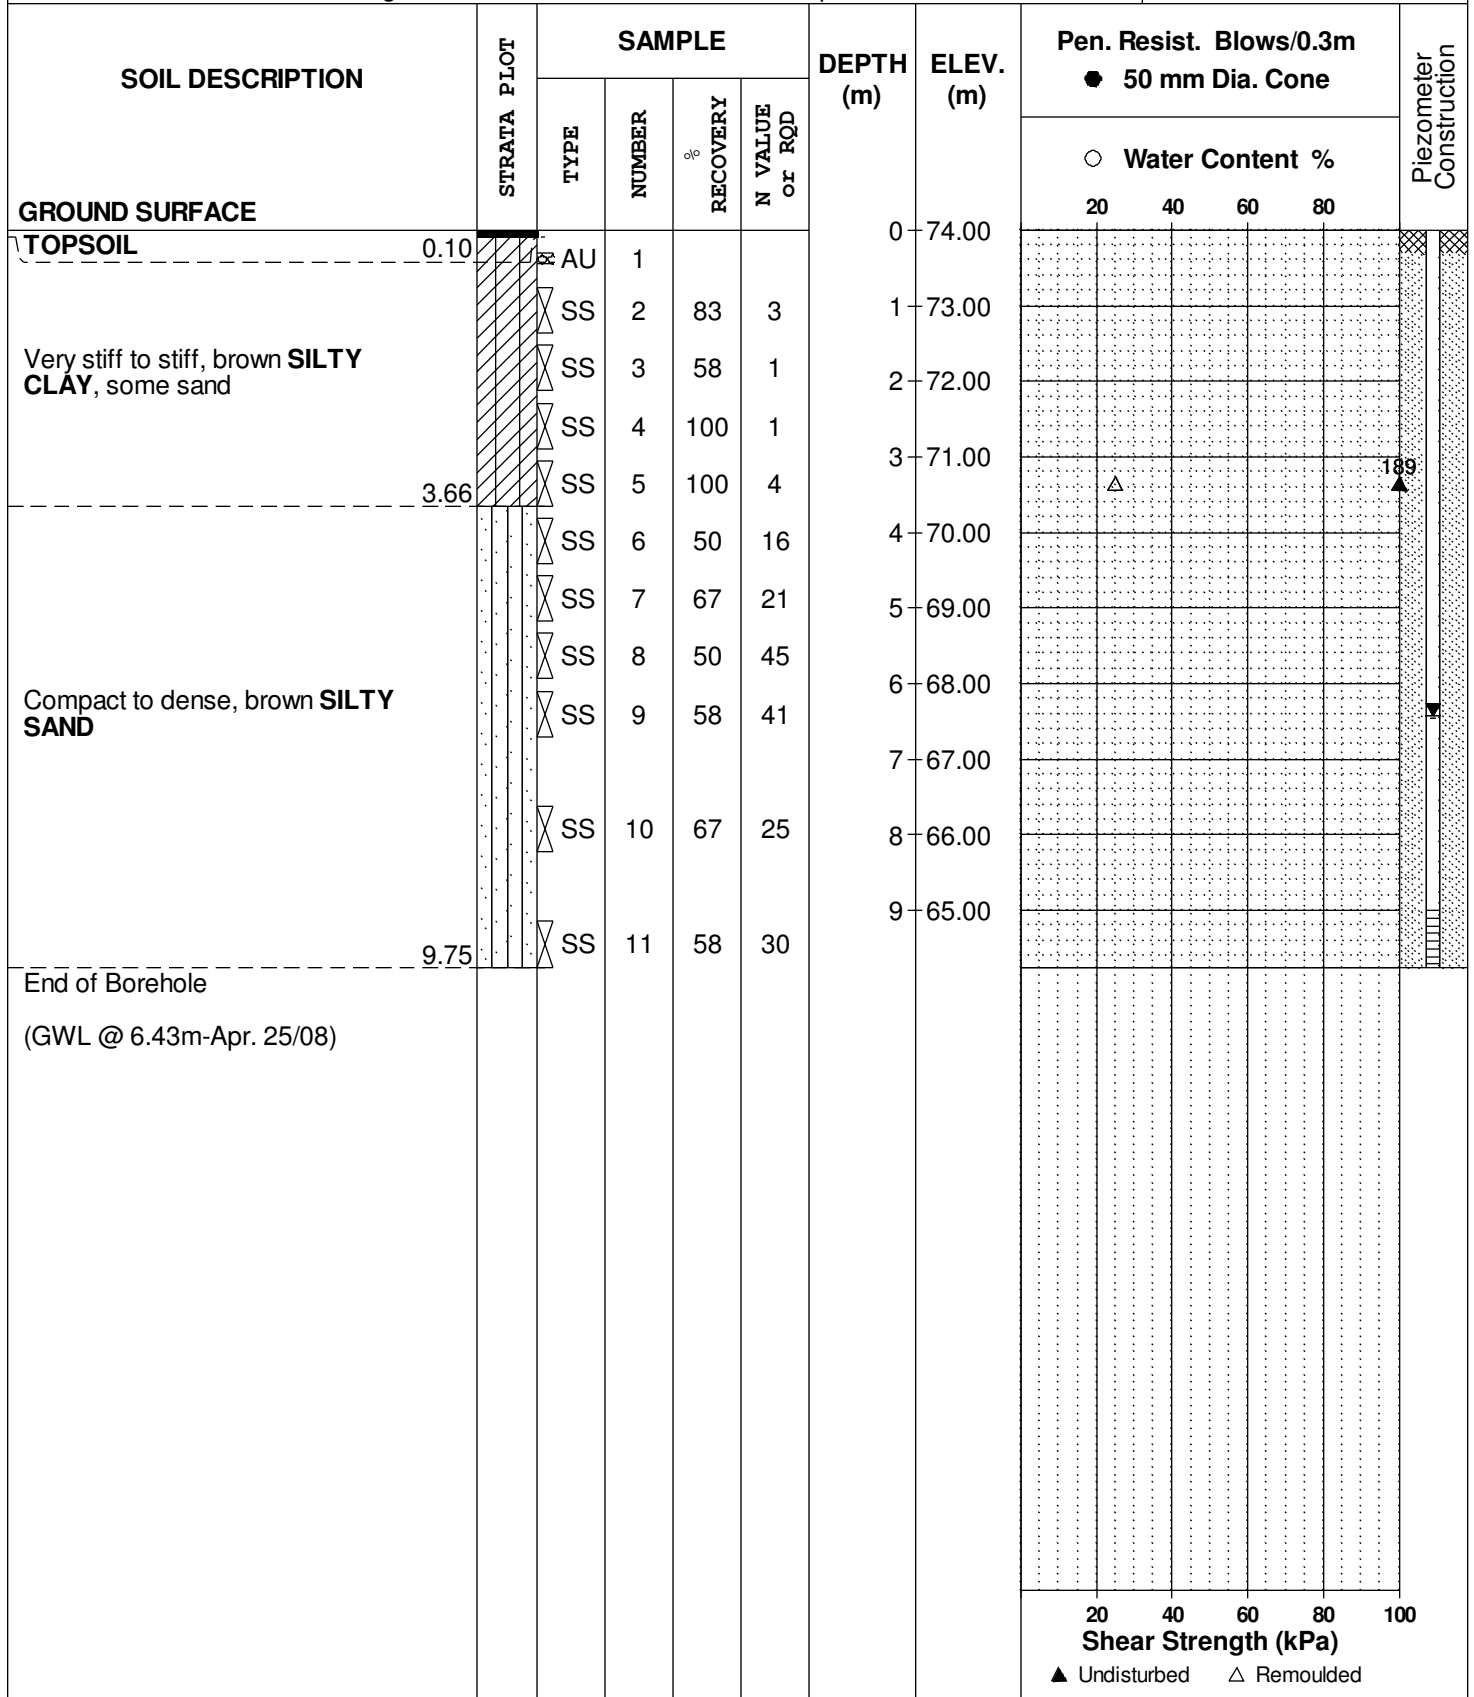 SOIL DESCRIPTION
GROUND SURFACE
STRATA PLOT
SAMPLE
TYPE
NUMBER
% RECOVERY
N VALUE or RQD
DEPTH (m)
ELEV. (m)
Pen. Resist. Blows/0.3m
● 50 mm Dia. Cone
○ Water Content %
20 40 60 80
Piezometer Construction
TOPSOIL 0.10
0 74.00
AU 1
SS 2 83 3
1 73.00
Very stiff to stiff, brown SILTY
CLAY, some sand
SS 3 58 1
2 72.00
SS 4 100 1
3 71.00
189
3.66
SS 5 100 4
4 70.00
SS 6 50 16
SS 7 67 21
5 69.00
SS 8 50 45
6 68.00
Compact to dense, brown SILTY
SAND
SS 9 58 41
7 67.00
SS 10 67 25
8 66.00
9 65.00
SS 11 58 30
9.75
End of Borehole
(GWL @ 6.43m-Apr. 25/08)
20 40 60 80 100
Shear Strength (kPa)
▲ Undisturbed △ Remoulded